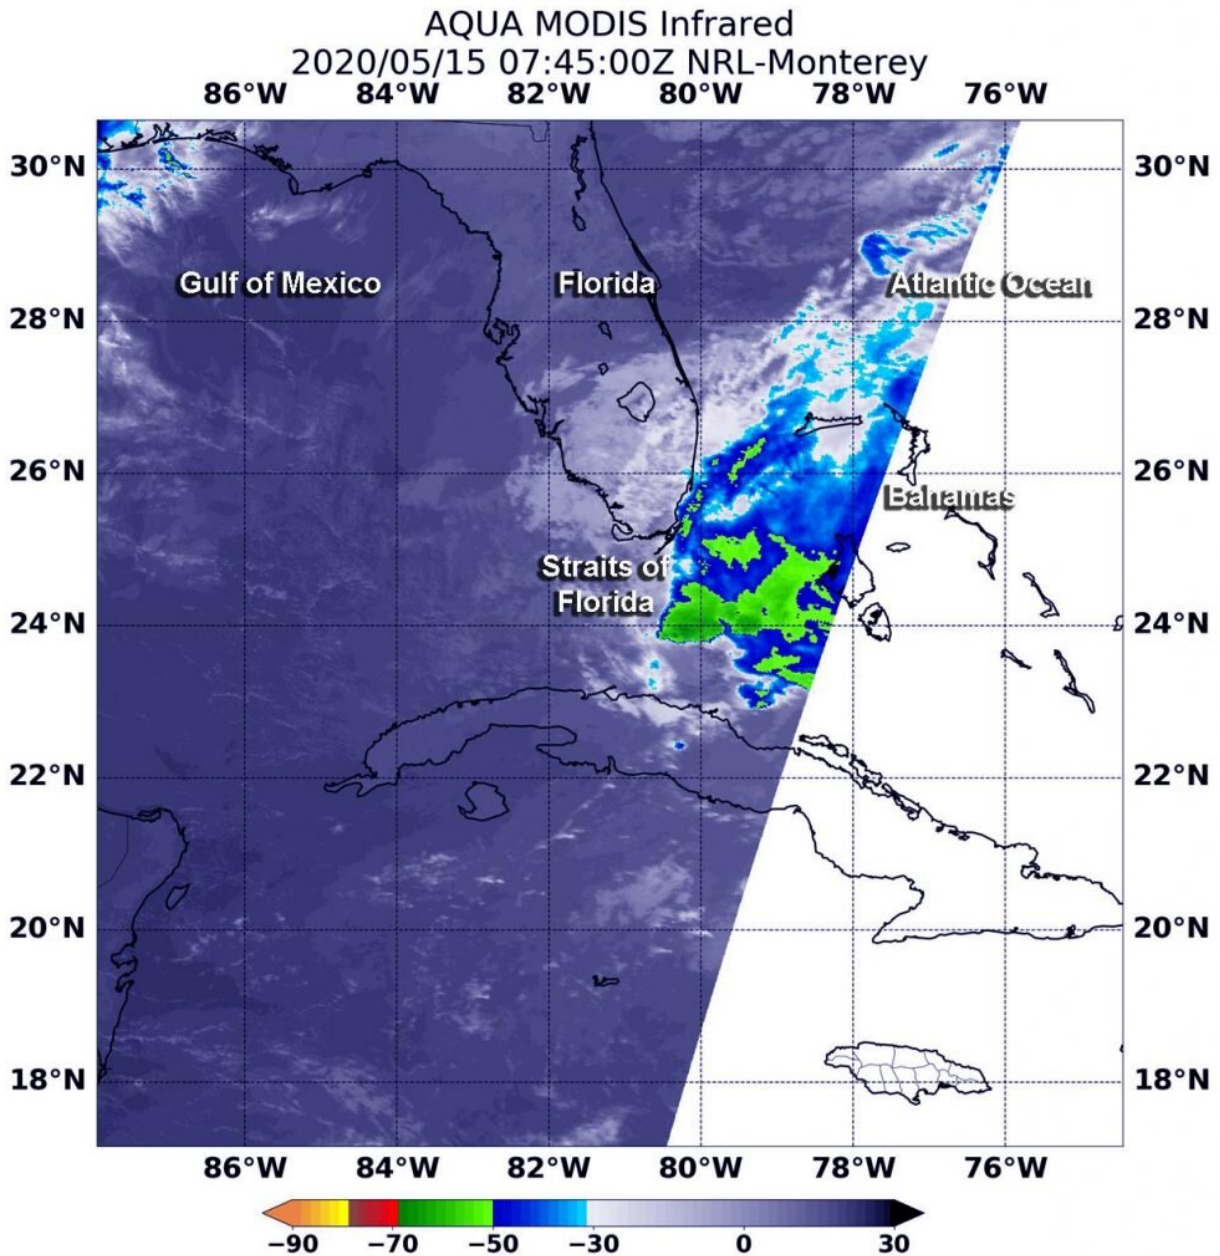 AQUA MODIS Infrared
2020/05/15 07:45:00Z NRL-Monterey
86°W 84°W 82°W 80°W 78°W 76°W
30°N 30°N
Gulf of Mexico Florida Atlantic Ocean
28°N 28°N
26°N 26°N
Bahamas
Straits of
Florida
24°N 24°N
22°N 22°N
20°N 20°N
18°N 18°N
86°W 84°W 82°W 80°W 78°W 76°W
−90 −70 −50 −30 0 30